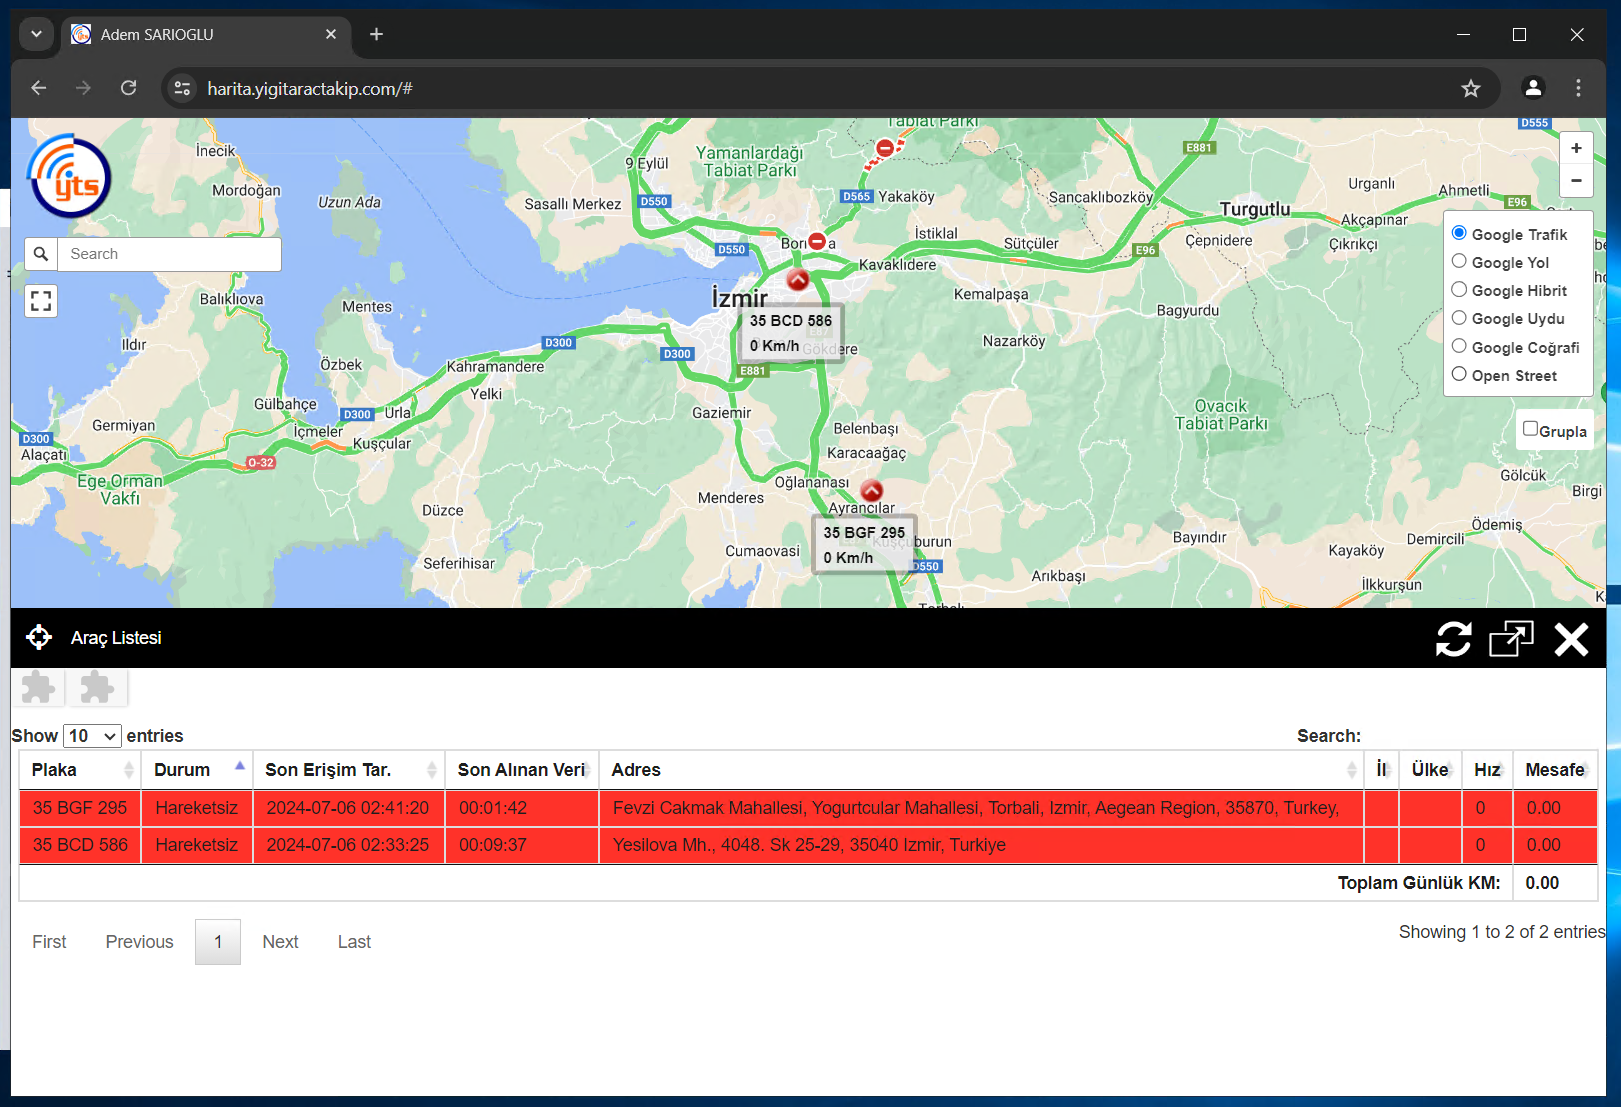 Adem SARIOGLU
harita.yigitaractakip.com/#
yts
Search
İnecik
Mordoğan
Uzun Ada
9 Eylül
Yamanlardağı
Tabiat Parkı
Tabiat Parkı
D565 Yakaköy
Sasallı Merkez
D550
D550
E881
D555
Sancaklıbozköy
Urganlı
Ahmetli
E96
Turgutlu
Akçapınar
Çepnidere
Çıkrıkçı
İstiklal
Sütçüler
E96
Kavaklıdere
Kemalpaşa
Bagyurdu
Nazarköy
İzmir
35 BCD 586
0 Km/h
Gökdere
E881
Balıklıova
Mentes
Ildır
Özbek
D300
D300
Kahramandere
Yelki
Gülbahçe
D300
Urla
İçmeler
Kuşçular
Germiyan
D300
Alaçatı
O-32
Ege Orman
Vakfı
Gaziemir
Belenbaşı
Karacaağaç
Oğlananası
Menderes
Ayrancılar
35 BGF 295
0 Km/h
Kuşçuburun
D550
Cumaovasi
Düzce
Seferihisar
Ovacık
Tabiat Parkı
Bayındır
Arıkbaşı
Kayaköy
Demircili
Ödemiş
İlkkurşun
Gölcük
Birgi
+
−
Google Trafik
Google Yol
Google Hibrit
Google Uydu
Google Coğrafi
Open Street
Grupla
Araç Listesi
Show 10 entries
Search:
Plaka Durum Son Erişim Tar. Son Alınan Veri Adres İl Ülke Hız Mesafe
35 BGF 295 Hareketsiz 2024-07-06 02:41:20 00:01:42 Fevzi Cakmak Mahallesi, Yogurtcular Mahallesi, Torbali, Izmir, Aegean Region, 35870, Turkey, 0 0.00
35 BCD 586 Hareketsiz 2024-07-06 02:33:25 00:09:37 Yesilova Mh., 4048. Sk 25-29, 35040 Izmir, Turkiye 0 0.00
Toplam Günlük KM: 0.00
First Previous 1 Next Last
Showing 1 to 2 of 2 entries